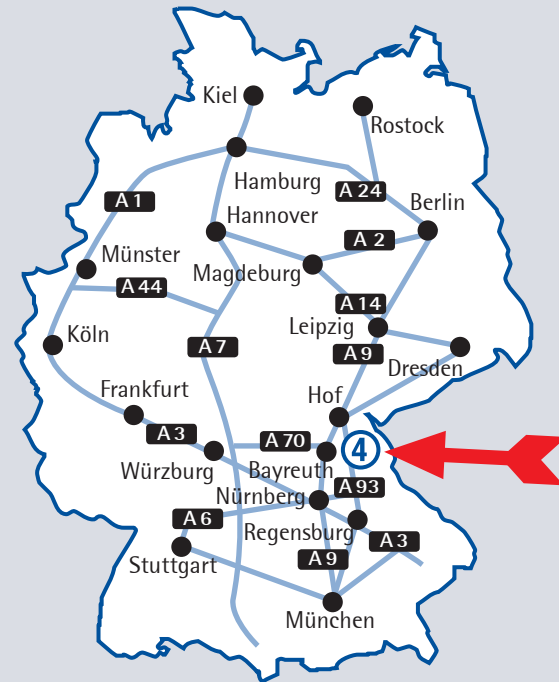 Kiel
Rostock
Hamburg
A 24
A 1
Hannover
Berlin
A 2
Münster
Magdeburg
A 44
A 14
Leipzig
Köln
A 7
A 9
Dresden
Frankfurt
Hof
A 3
A 70
4
Würzburg
Bayreuth
A 93
Nürnberg
A 6
Regensburg
A 3
Stuttgart
A 9
München